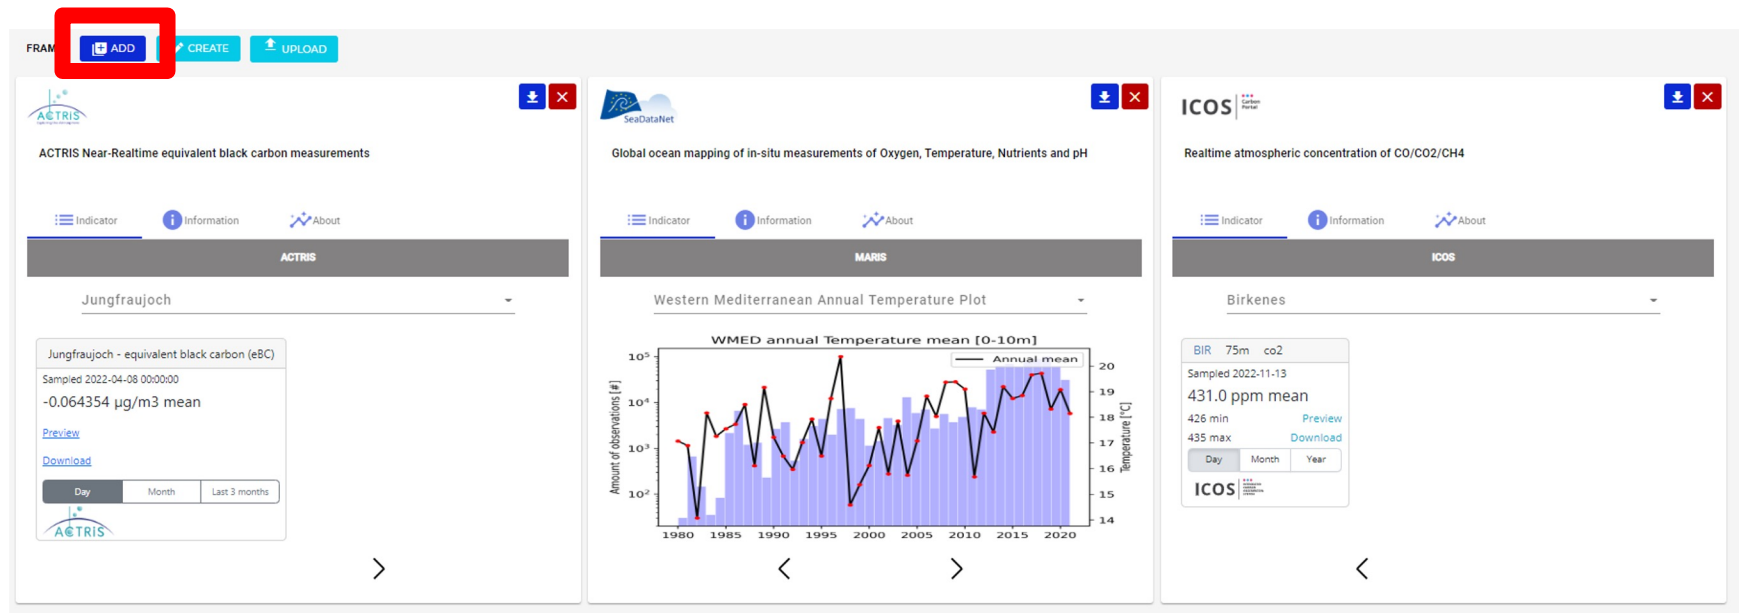 FRAM
ADD
CREATE
UPLOAD
ACTRIS
ACTRIS Near-Realtime equivalent black carbon measurements
Indicator
Information
About
ACTRIS
Jungfraujoch
Jungfraujoch - equivalent black carbon (eBC)
Sampled 2022-04-08 00:00:00
-0.064354 µg/m3 mean
Preview
Download
Day Month Last 3 months
ACTRIS
SeaDataNet
Global ocean mapping of in-situ measurements of Oxygen, Temperature, Nutrients and pH
Indicator
Information
About
MARIS
Western Mediterranean Annual Temperature Plot
WMED annual Temperature mean [0-10m]
Annual mean
Amount of observations [#]
10⁵
10⁴
10³
10²
20
19
18
17
16
15
14
Temperature [°C]
1980 1985 1990 1995 2000 2005 2010 2015 2020
ICOS Carbon Portal
Realtime atmospheric concentration of CO/CO2/CH4
Indicator
Information
About
ICOS
Birkenes
BIR 75m co2
Sampled 2022-11-13
431.0 ppm mean
426 min Preview
435 max Download
Day Month Year
ICOS